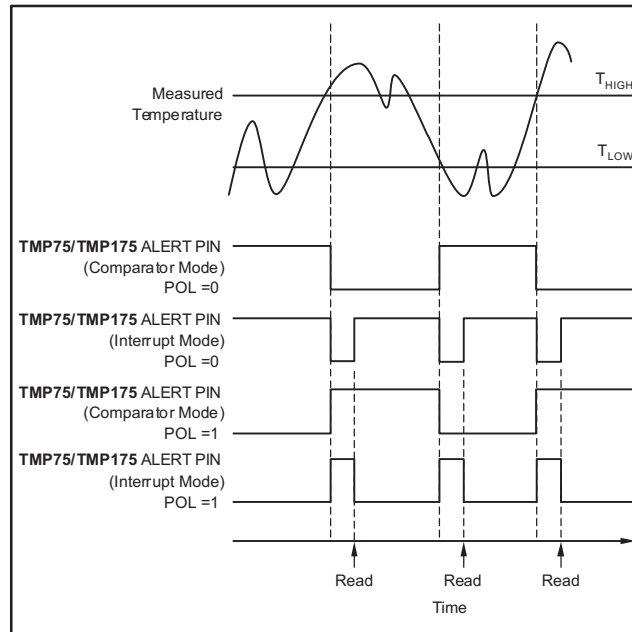 Measured
Temperature
THIGH
TLOW
TMP75/TMP175 ALERT PIN
(Comparator Mode)
POL =0
TMP75/TMP175 ALERT PIN
(Interrupt Mode)
POL =0
TMP75/TMP175 ALERT PIN
(Comparator Mode)
POL =1
TMP75/TMP175 ALERT PIN
(Interrupt Mode)
POL =1
Read Read Read
Time